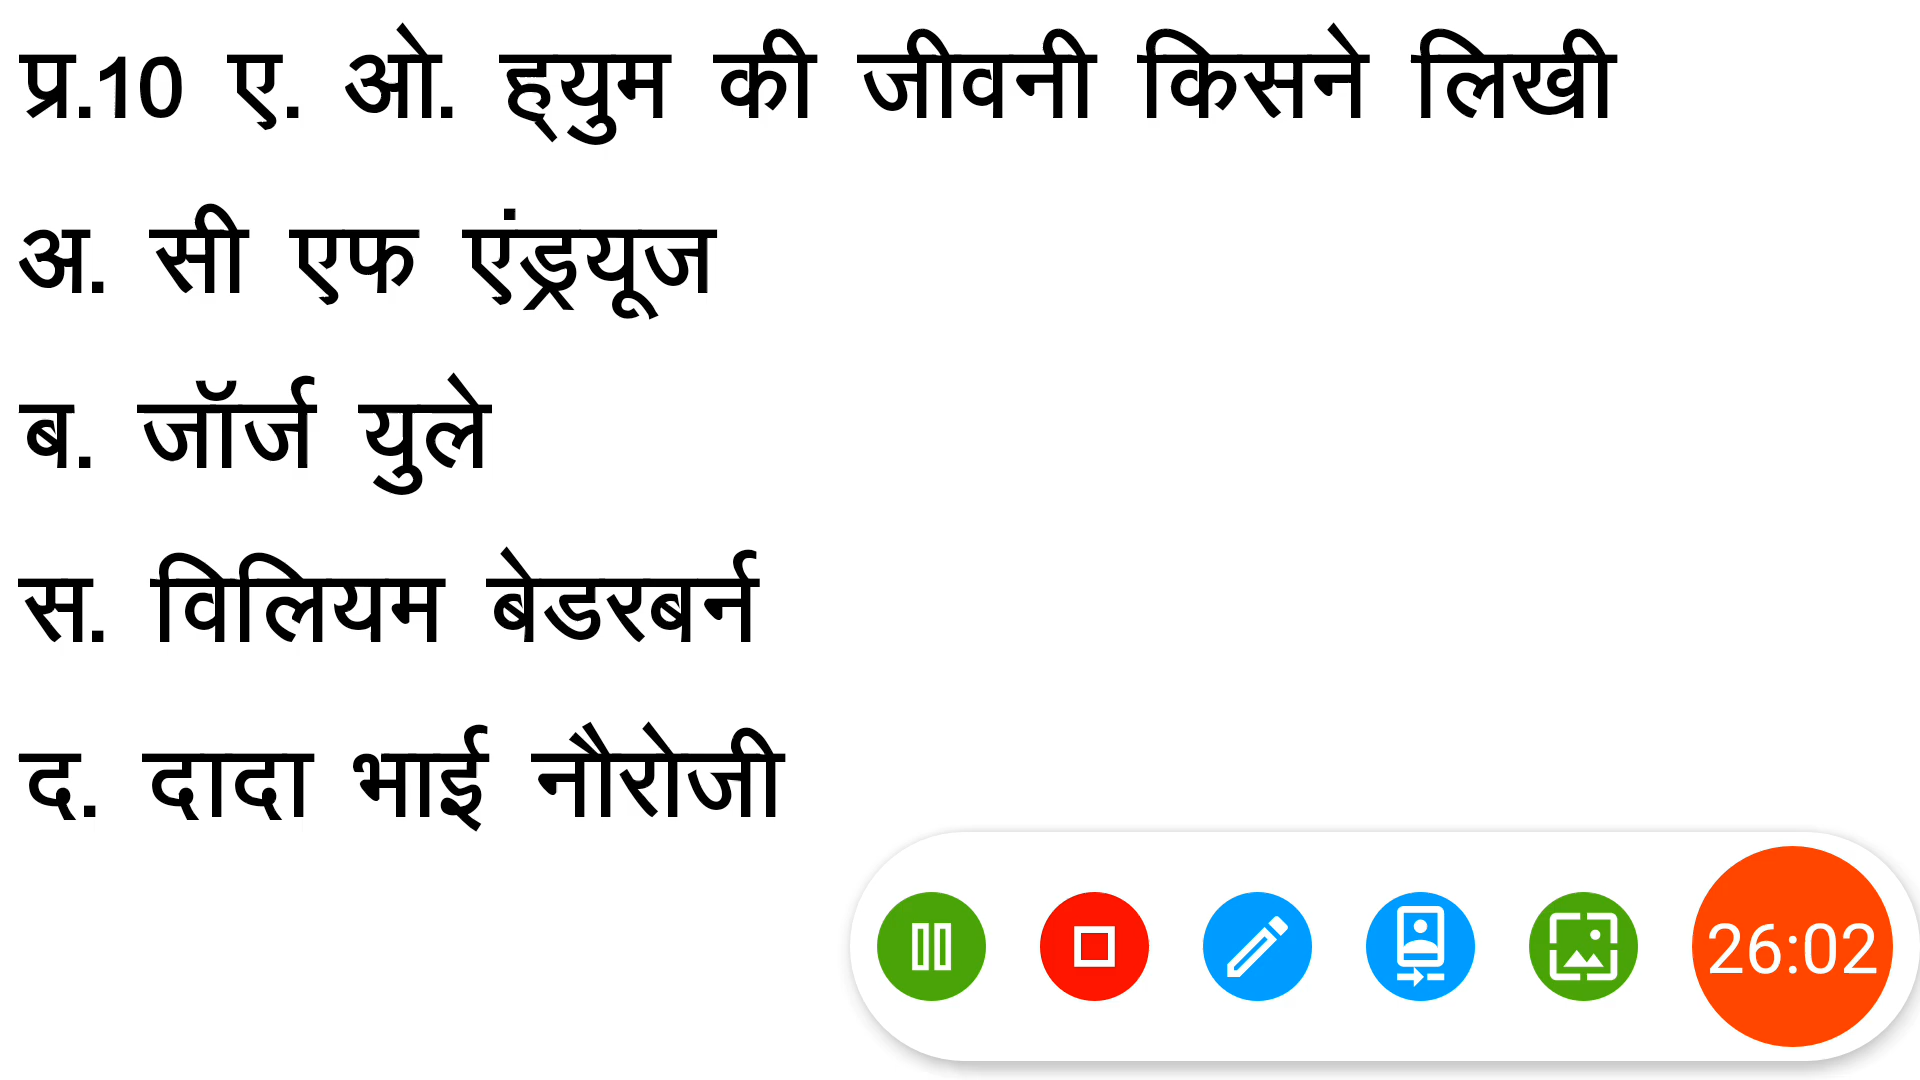 प्र.10 ए. ओ. ह्युम की जीवनी किसने लिखी
अ. सी एफ एंड्रयूज
ब. जॉर्ज युले
स. विलियम बेडरबर्न
द. दादा भाई नौरोजी
26:02